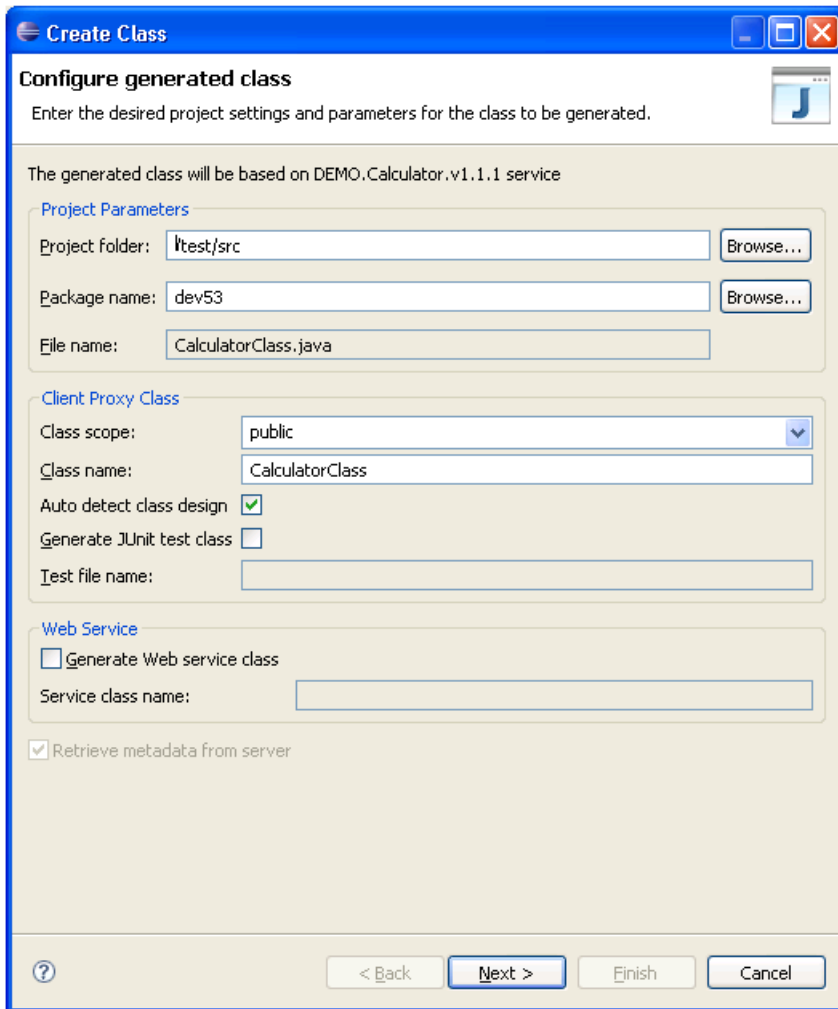 Create Class
Configure generated class
Enter the desired project settings and parameters for the class to be generated.
The generated class will be based on DEMO.Calculator.v1.1.1 service
Project Parameters
Project folder: /test/src Browse...
Package name: dev53 Browse...
File name: CalculatorClass.java
Client Proxy Class
Class scope: public
Class name: CalculatorClass
Auto detect class design
Generate JUnit test class
Test file name:
Web Service
Generate Web service class
Service class name:
Retrieve metadata from server
? < Back Next > Finish Cancel